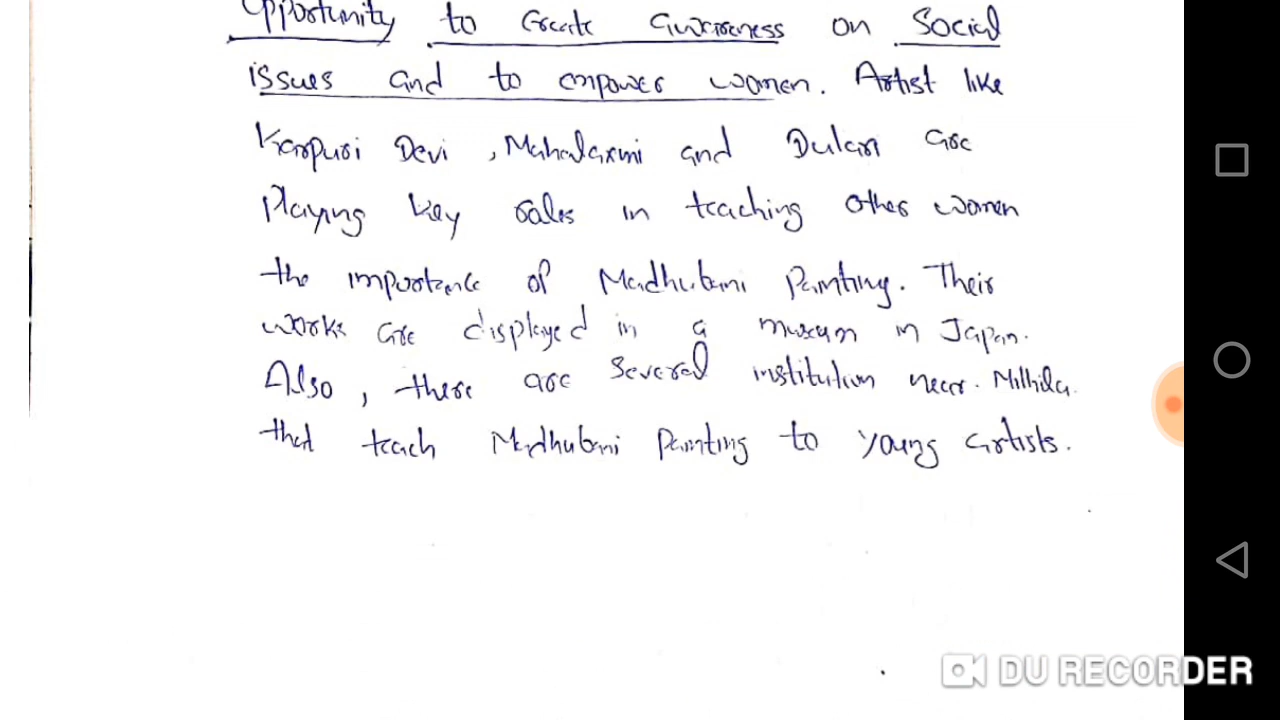 Opportunity to Create awareness on Social
issues and to empower women. Artist like
Karpuri Devi , Mahalaxmi and Dulari are
Playing key roles in teaching other women
the importance of Madhubani Painting. Their
works are displayed in a museum in Japan.
Also , there are several institution near Mithila
that teach Madhubani Painting to young artists.
DU RECORDER